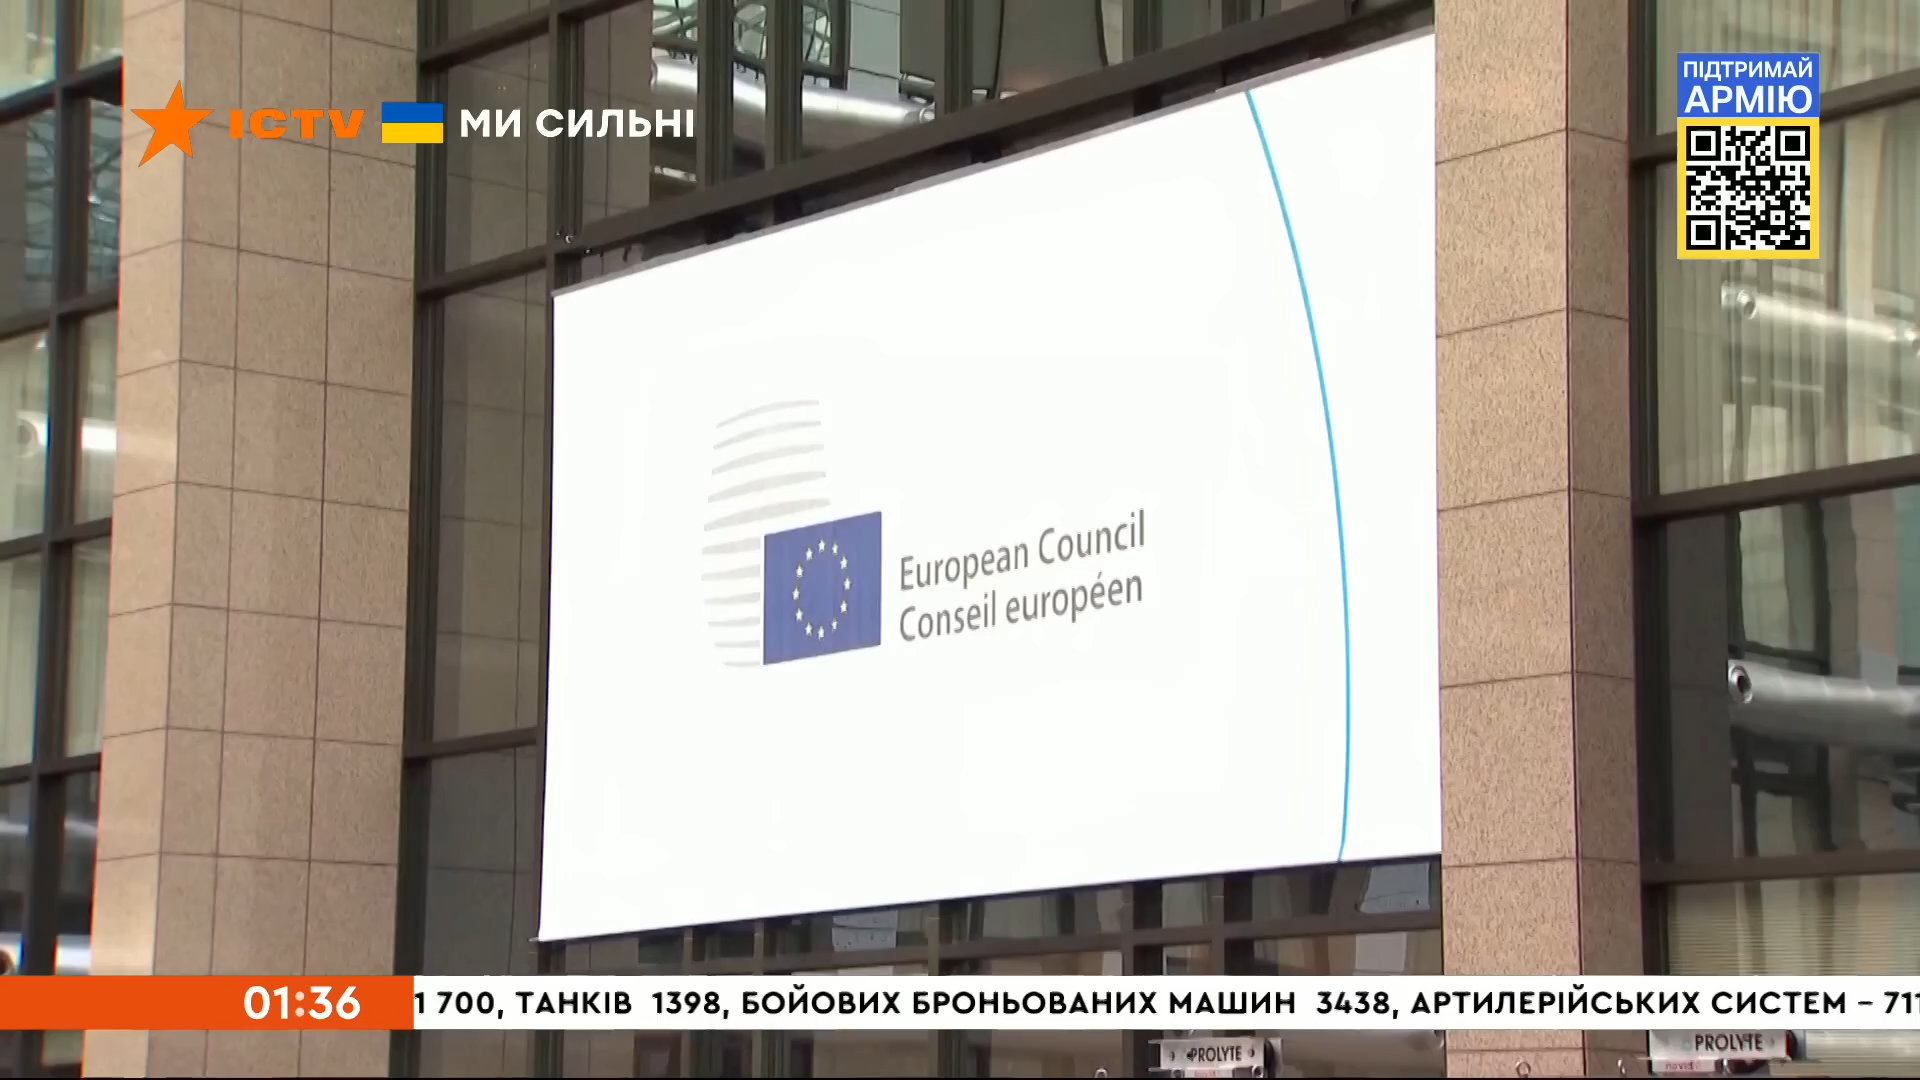 ICTV МИ СИЛЬНІ
ПІДТРИМАЙ
АРМІЮ
European Council
Conseil européen
01:36
1 700, ТАНКІВ 1398, БОЙОВИХ БРОНЬОВАНИХ МАШИН 3438, АРТИЛЕРІЙСЬКИХ СИСТЕМ – 711
PROLYTE
PROLYTE